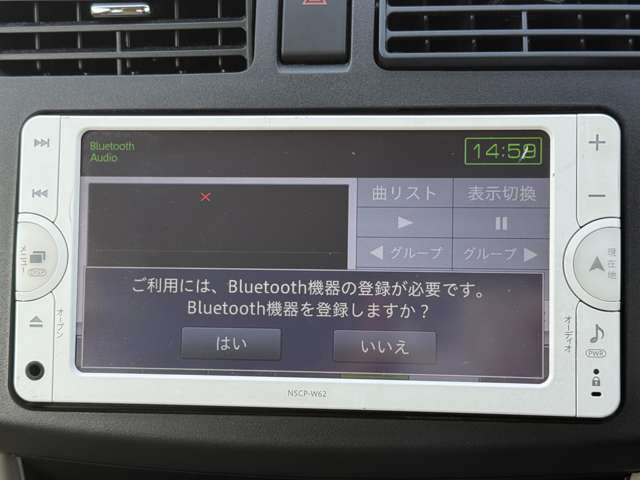 Bluetooth
Audio
14:59
曲リスト
表示切換
グループ
グループ
ご利用には、Bluetooth機器の登録が必要です。
Bluetooth機器を登録しますか？
はい
いいえ
メニュー
DISP
オープン
現在地
オーディオ
PWR
NSCP-W62